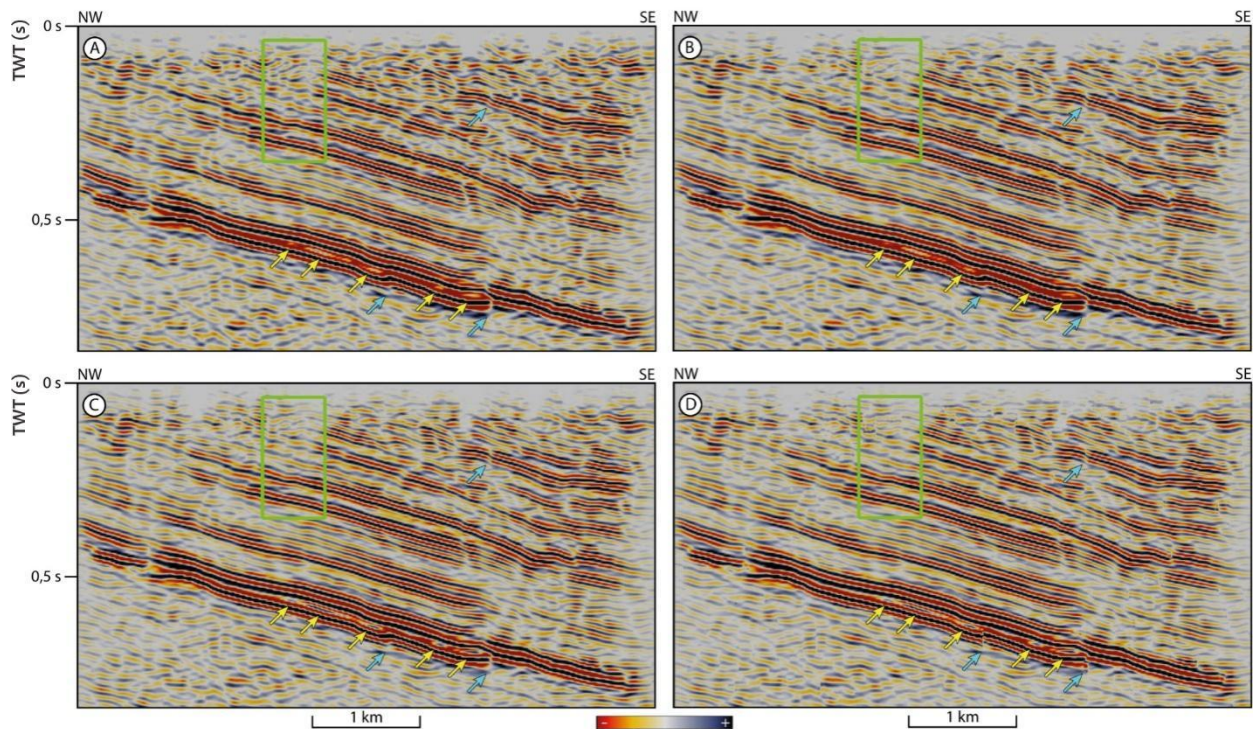 NW SE NW SE
0 s
TWT (s)
A B
0,5 s
NW SE NW SE
0 s
TWT (s)
C D
0,5 s
1 km - + 1 km